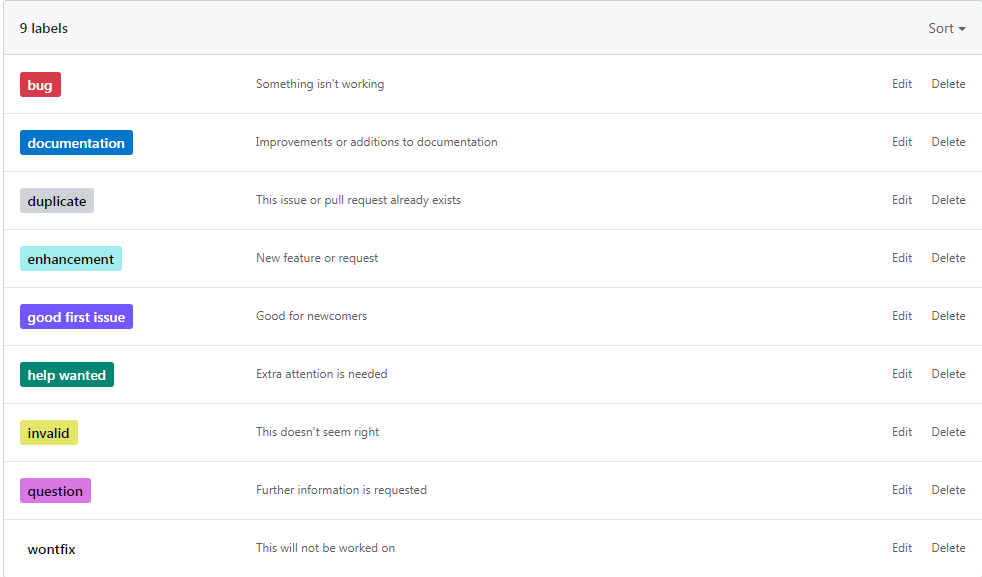 9 labels Sort
bug Something isn't working Edit Delete
documentation Improvements or additions to documentation Edit Delete
duplicate This issue or pull request already exists Edit Delete
enhancement New feature or request Edit Delete
good first issue Good for newcomers Edit Delete
help wanted Extra attention is needed Edit Delete
invalid This doesn't seem right Edit Delete
question Further information is requested Edit Delete
wontfix This will not be worked on Edit Delete